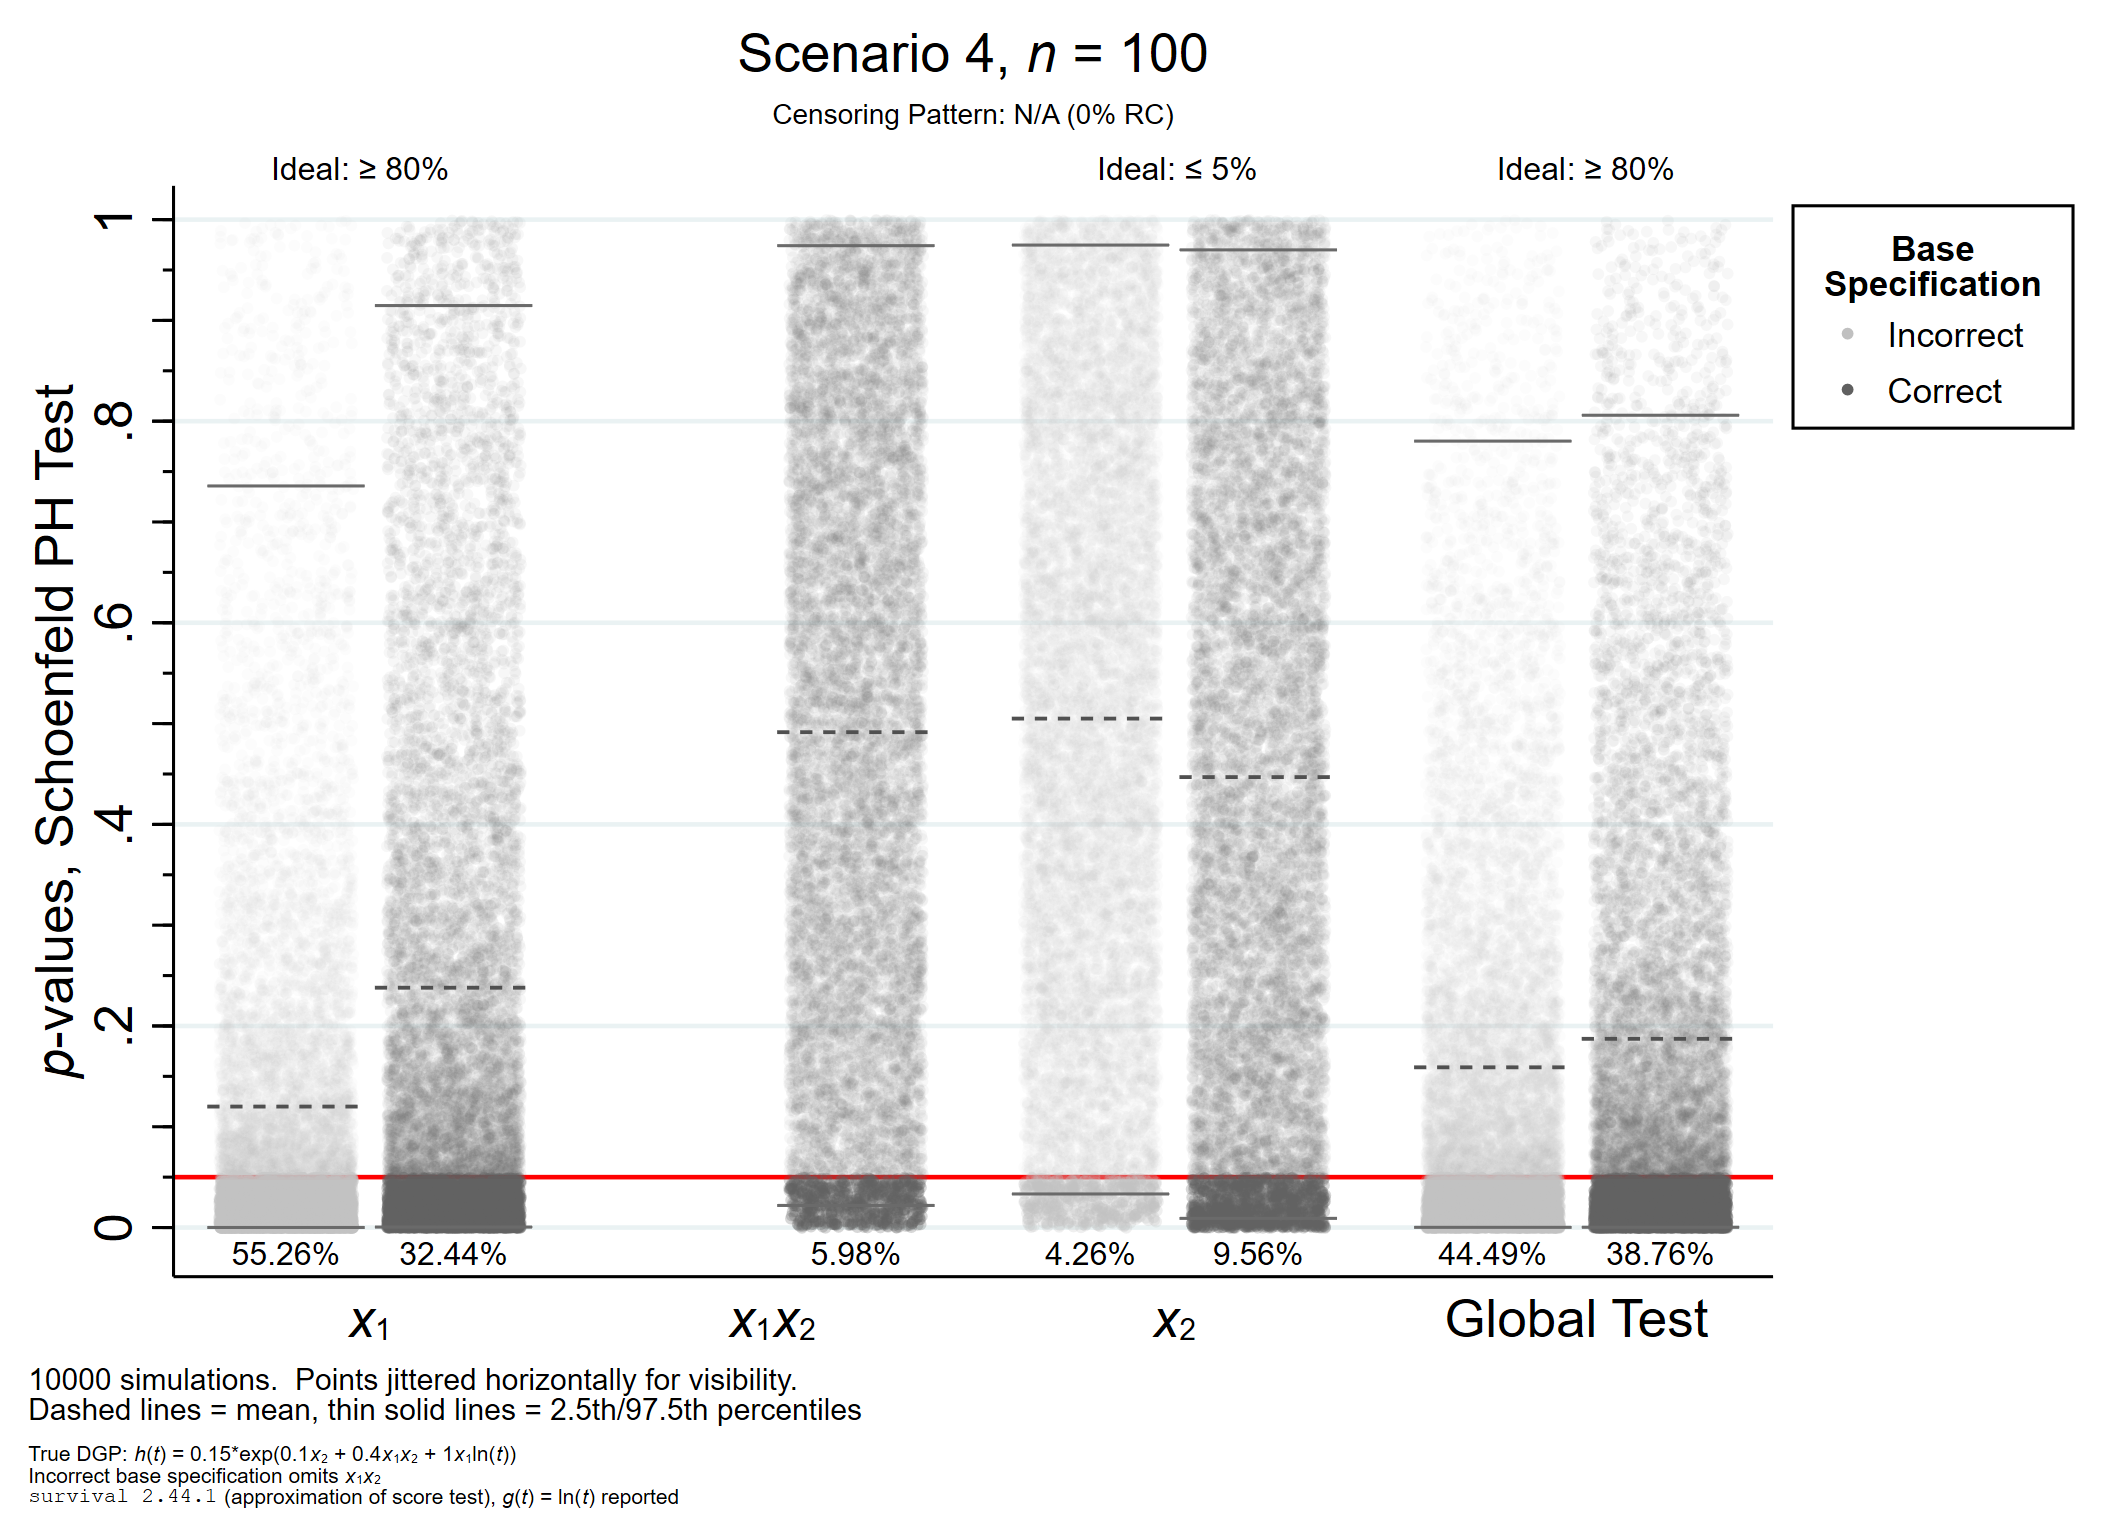 Scenario 4, n = 100
Censoring Pattern: N/A (0% RC)
Ideal: ≥ 80%
Ideal: ≤ 5%
Ideal: ≥ 80%
p-values, Schoenfeld PH Test
1
.8
.6
.4
.2
0
Base
Specification
Incorrect
Correct
55.26%
32.44%
5.98%
4.26%
9.56%
44.49%
38.76%
x₁
x₁x₂
x₂
Global Test
10000 simulations.  Points jittered horizontally for visibility.
Dashed lines = mean, thin solid lines = 2.5th/97.5th percentiles
True DGP: h(t) = 0.15*exp(0.1x₂ + 0.4x₁x₂ + 1x₁ln(t))
Incorrect base specification omits x₁x₂
survival 2.44.1 (approximation of score test), g(t) = ln(t) reported